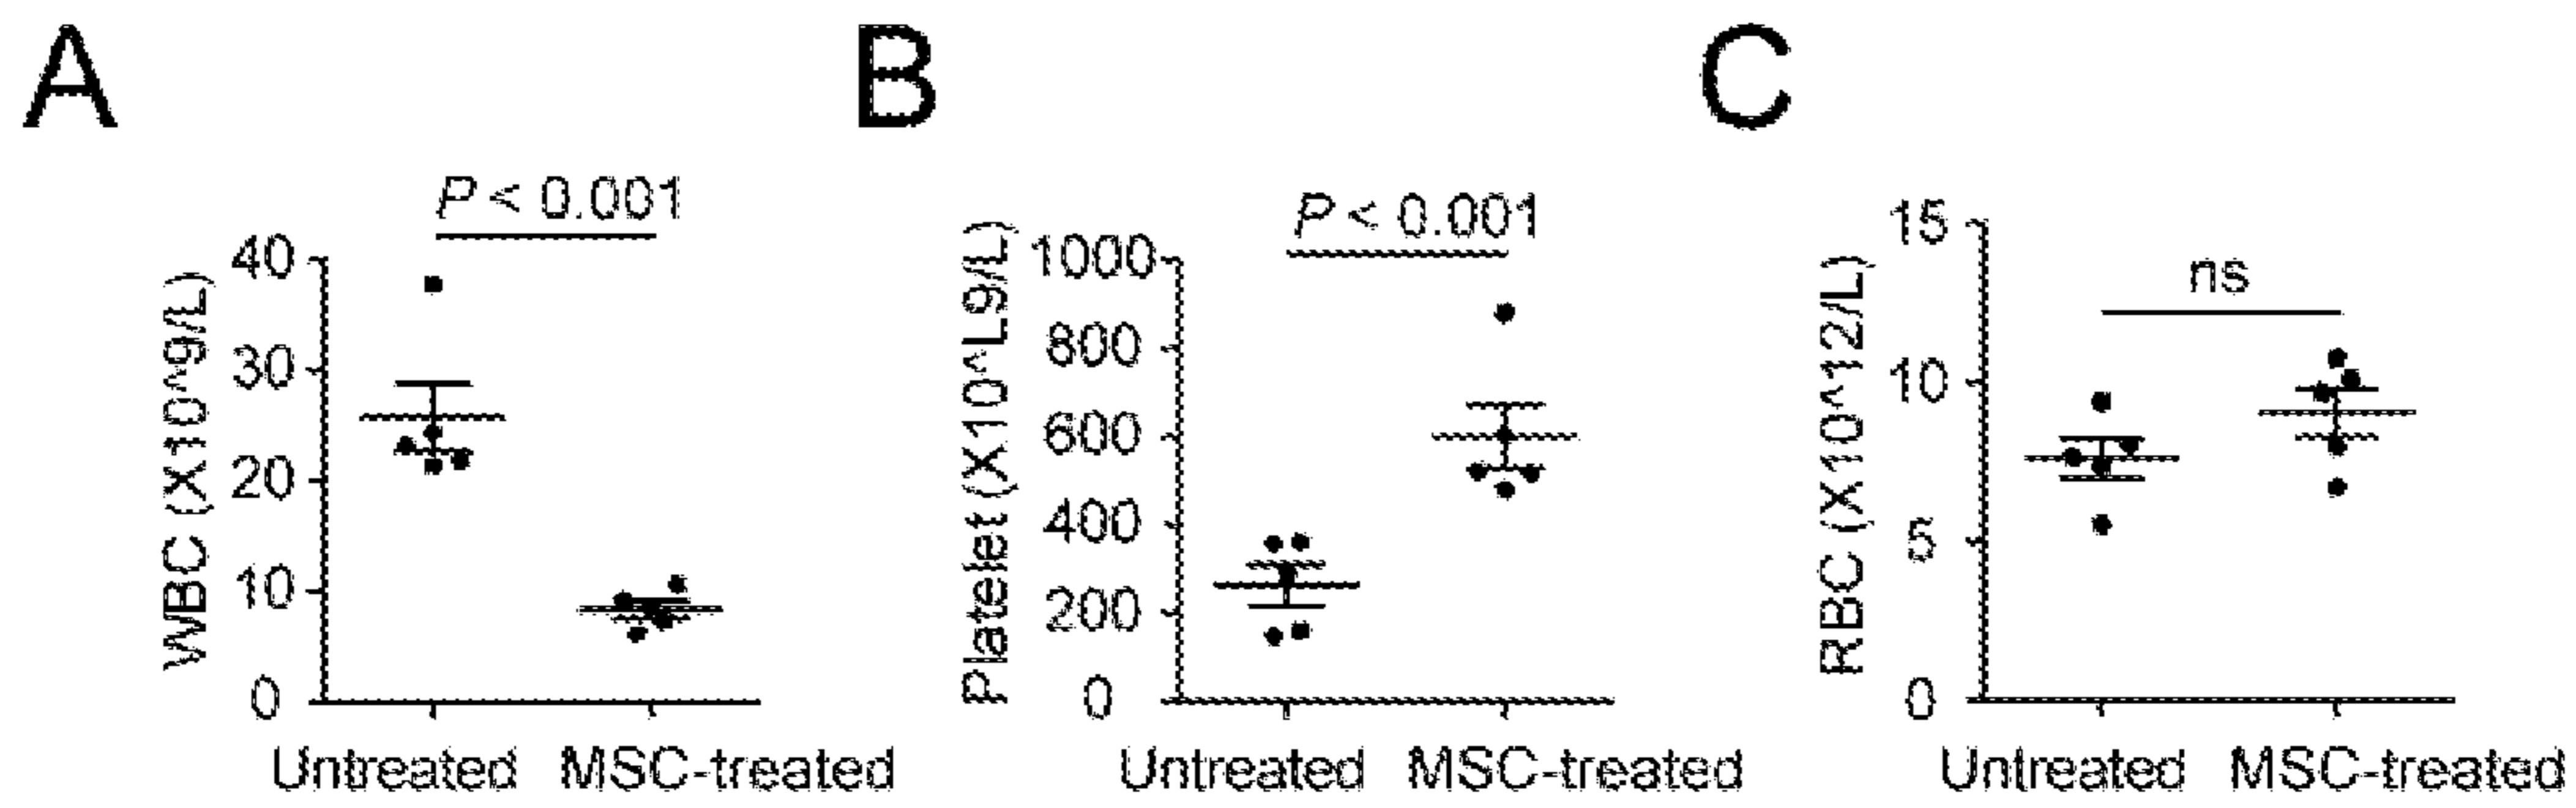 A
P < 0.001
WBC (X10^9/L)
40
30
20
10
0
Untreated MSC-treated
B
P < 0.001
Platelet (X10^L9/L)
1000
800
600
400
200
0
Untreated MSC-treated
C
ns
RBC (X10^12/L)
15
10
5
0
Untreated MSC-treated